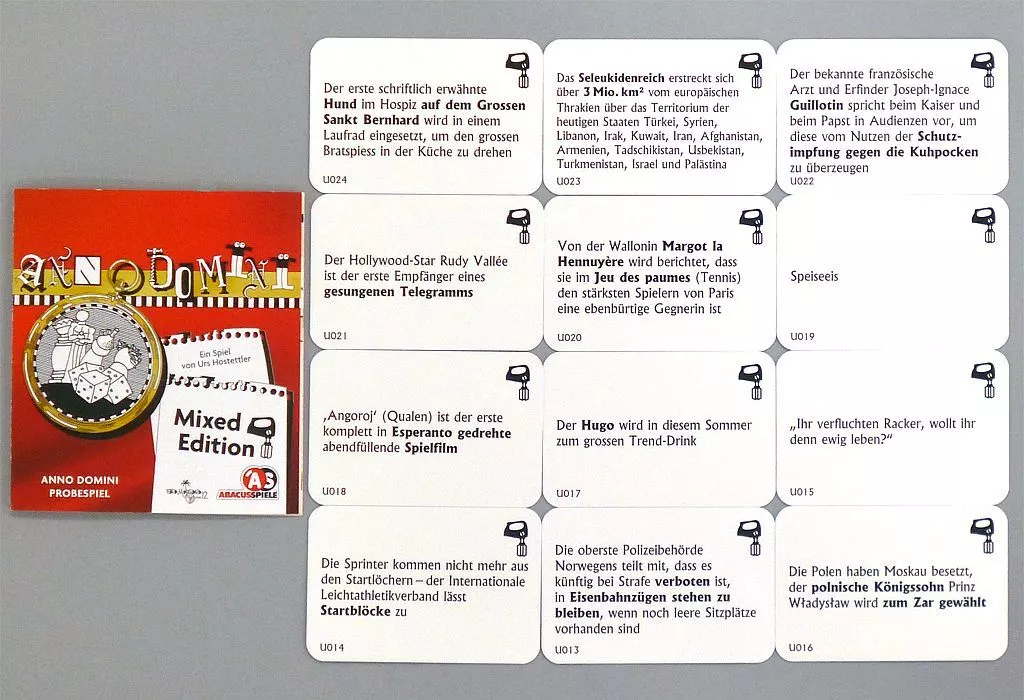 ANNO DOMINI
Ein Spiel
von Urs Hostettler
Mixed
Edition
ANNO DOMINI
PROBESPIEL
ABACUSSPIELE
Der erste schriftlich erwähnte
Hund im Hospiz auf dem Grossen
Sankt Bernhard wird in einem
Laufrad eingesetzt, um den grossen
Bratspiess in der Küche zu drehen
U024
Das Seleukidenreich erstreckt sich
über 3 Mio. km² vom europäischen
Thrakien über das Territorium der
heutigen Staaten Türkei, Syrien,
Libanon, Irak, Kuwait, Iran, Afghanistan,
Armenien, Tadschikistan, Usbekistan,
Turkmenistan, Israel und Palästina
U023
Der bekannte französische
Arzt und Erfinder Joseph-Ignace
Guillotin spricht beim Kaiser und
beim Papst in Audienzen vor, um
diese vom Nutzen der Schutz-
impfung gegen die Kuhpocken
zu überzeugen
U022
Der Hollywood-Star Rudy Vallée
ist der erste Empfänger eines
gesungenen Telegramms
U021
Von der Wallonin Margot la
Hennuyère wird berichtet, dass
sie im Jeu des paumes (Tennis)
den stärksten Spielern von Paris
eine ebenbürtige Gegnerin ist
U020
Speiseeis
U019
‚Angoroj‘ (Qualen) ist der erste
komplett in Esperanto gedrehte
abendfüllende Spielfilm
U018
Der Hugo wird in diesem Sommer
zum grossen Trend-Drink
U017
„Ihr verfluchten Racker, wollt ihr
denn ewig leben?“
U015
Die Sprinter kommen nicht mehr aus
den Startlöchern – der Internationale
Leichtathletikverband lässt
Startblöcke zu
U014
Die oberste Polizeibehörde
Norwegens teilt mit, dass es
künftig bei Strafe verboten ist,
in Eisenbahnzügen stehen zu
bleiben, wenn noch leere Sitzplätze
vorhanden sind
U013
Die Polen haben Moskau besetzt,
der polnische Königssohn Prinz
Władysław wird zum Zar gewählt
U016